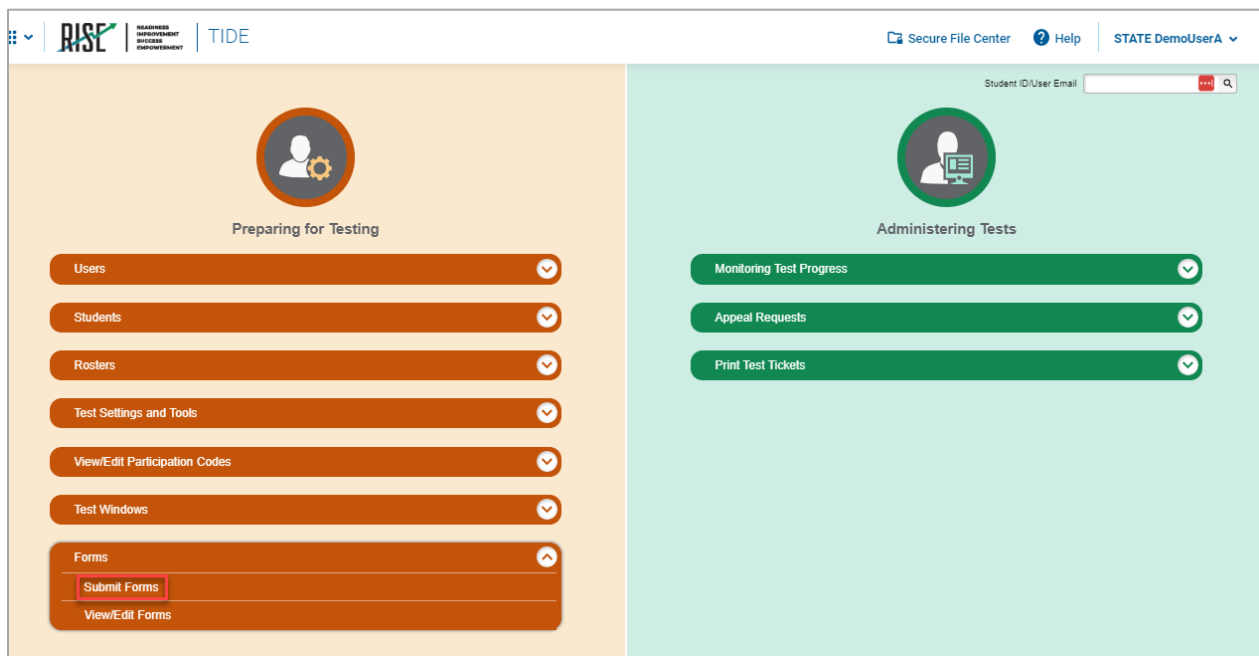 RISE
READINESS
IMPROVEMENT
SUCCESS
EMPOWERMENT
TIDE
Secure File Center
Help
STATE DemoUserA
Student ID/User Email
Preparing for Testing
Users
Students
Rosters
Test Settings and Tools
View/Edit Participation Codes
Test Windows
Forms
Submit Forms
View/Edit Forms
Administering Tests
Monitoring Test Progress
Appeal Requests
Print Test Tickets